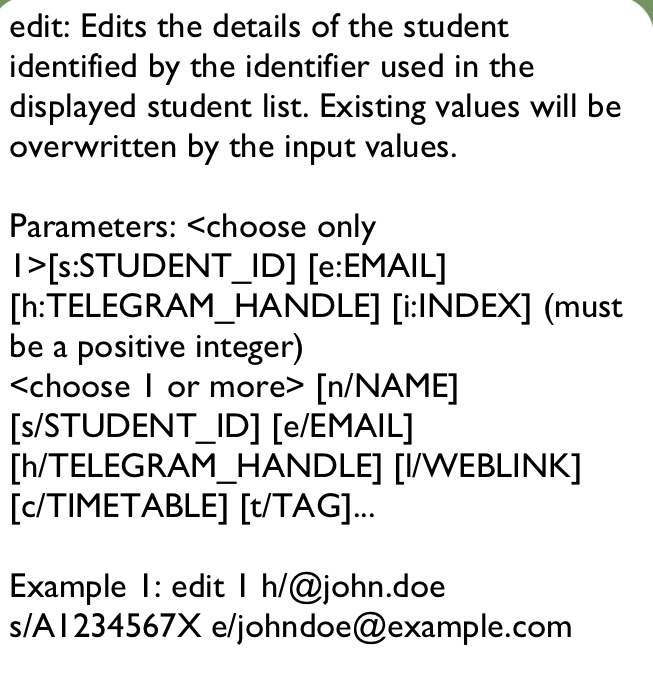 edit: Edits the details of the student
identified by the identifier used in the
displayed student list. Existing values will be
overwritten by the input values.

Parameters: <choose only
1>[s:STUDENT_ID] [e:EMAIL]
[h:TELEGRAM_HANDLE] [i:INDEX] (must
be a positive integer)
<choose 1 or more> [n/NAME]
[s/STUDENT_ID] [e/EMAIL]
[h/TELEGRAM_HANDLE] [l/WEBLINK]
[c/TIMETABLE] [t/TAG]...

Example 1: edit 1 h/@john.doe
s/A1234567X e/johndoe@example.com